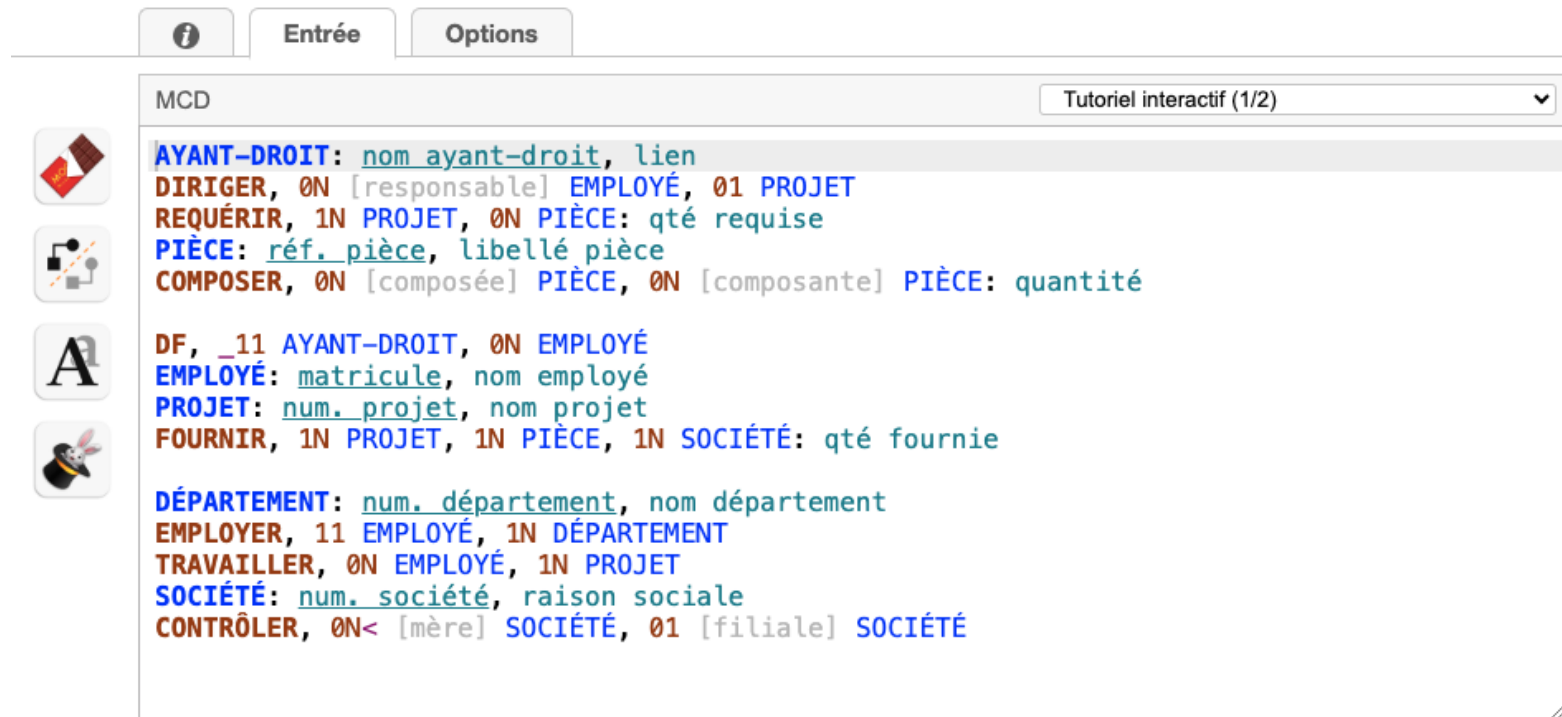 Entrée
Options
MCD
Tutoriel interactif (1/2)
AYANT-DROIT: nom ayant-droit, lien
DIRIGER, 0N [responsable] EMPLOYÉ, 01 PROJET
REQUÉRIR, 1N PROJET, 0N PIÈCE: qté requise
PIÈCE: réf. pièce, libellé pièce
COMPOSER, 0N [composée] PIÈCE, 0N [composante] PIÈCE: quantité
DF, _11 AYANT-DROIT, 0N EMPLOYÉ
EMPLOYÉ: matricule, nom employé
PROJET: num. projet, nom projet
FOURNIR, 1N PROJET, 1N PIÈCE, 1N SOCIÉTÉ: qté fournie
DÉPARTEMENT: num. département, nom département
EMPLOYER, 11 EMPLOYÉ, 1N DÉPARTEMENT
TRAVAILLER, 0N EMPLOYÉ, 1N PROJET
SOCIÉTÉ: num. société, raison sociale
CONTRÔLER, 0N< [mère] SOCIÉTÉ, 01 [filiale] SOCIÉTÉ